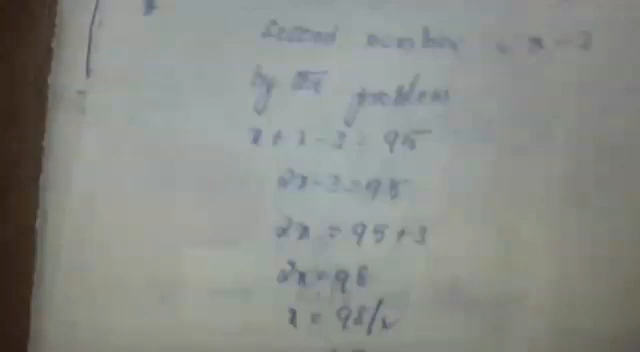 second number = x - 3
by the problem
x + x - 3 = 95
2x - 3 = 95
2x = 95 + 3
2x = 98
x = 98/2